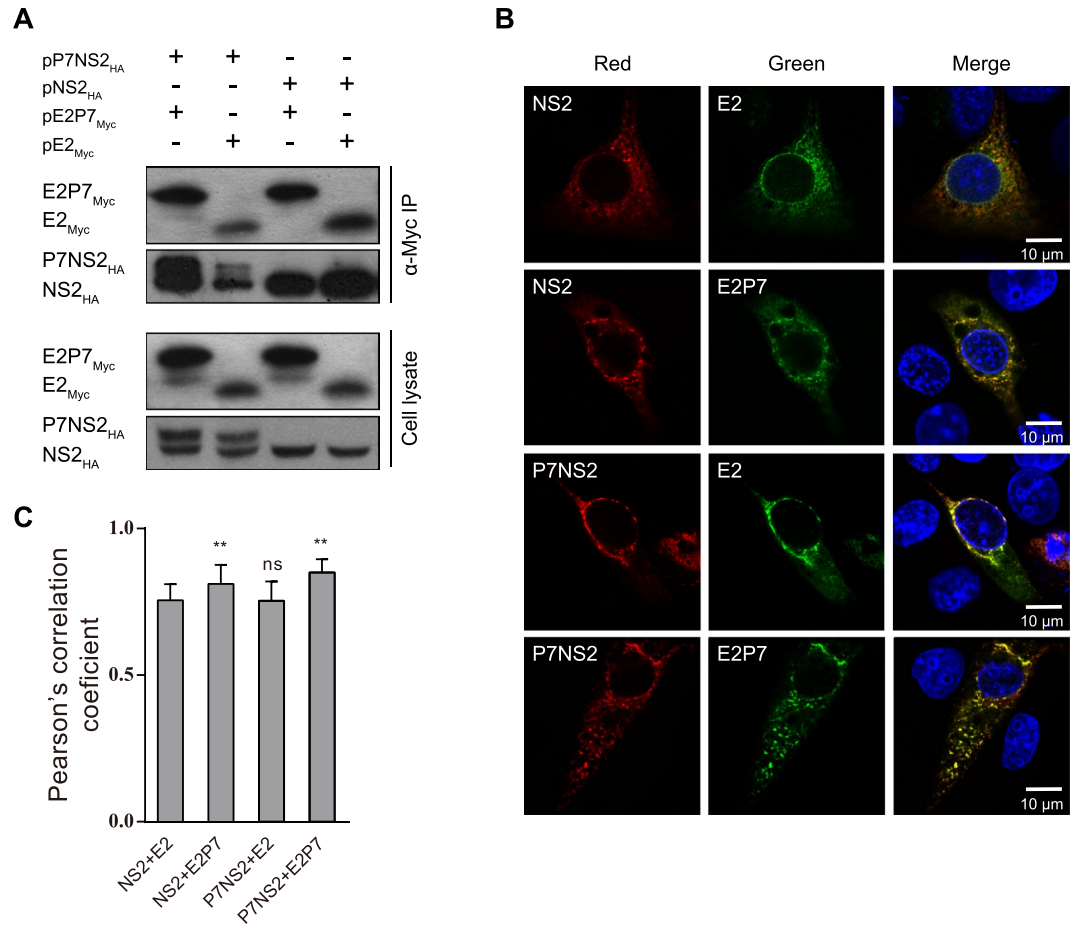 A
pP7NS2HA + + - -
pNS2HA - - + +
pE2P7Myc + - + -
pE2Myc - + - +
E2P7Myc
E2Myc
P7NS2HA
NS2HA
α-Myc IP
E2P7Myc
E2Myc
P7NS2HA
NS2HA
Cell lysate
B
Red Green Merge
NS2 E2
10 µm
NS2 E2P7
10 µm
P7NS2 E2
10 µm
P7NS2 E2P7
10 µm
C
Pearson's correlation
coeficient
1.0
0.5
0.0
** ns **
NS2+E2
NS2+E2P7
P7NS2+E2
P7NS2+E2P7